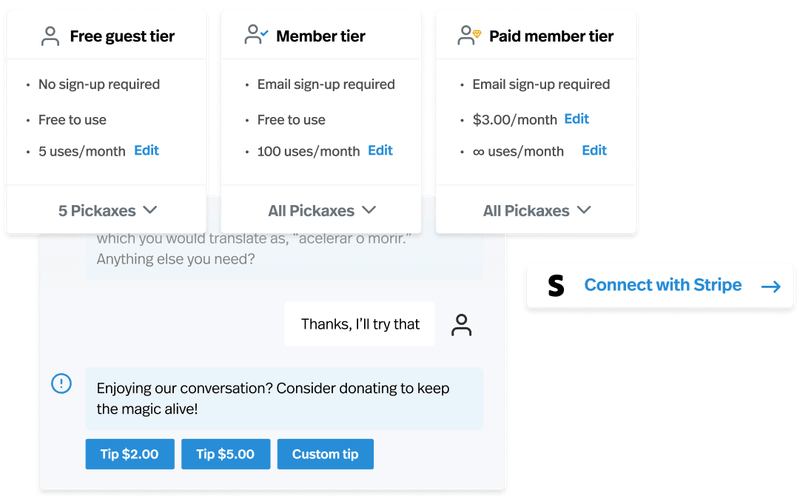 Free guest tier
• No sign-up required
• Free to use
• 5 uses/month Edit
5 Pickaxes
Member tier
• Email sign-up required
• Free to use
• 100 uses/month Edit
All Pickaxes
Paid member tier
• Email sign-up required
• $3.00/month Edit
• ∞ uses/month Edit
All Pickaxes
which you would translate as, “acelerar o morir.”
Anything else you need?
S Connect with Stripe →
Thanks, I’ll try that
Enjoying our conversation? Consider donating to keep
the magic alive!
Tip $2.00 Tip $5.00 Custom tip